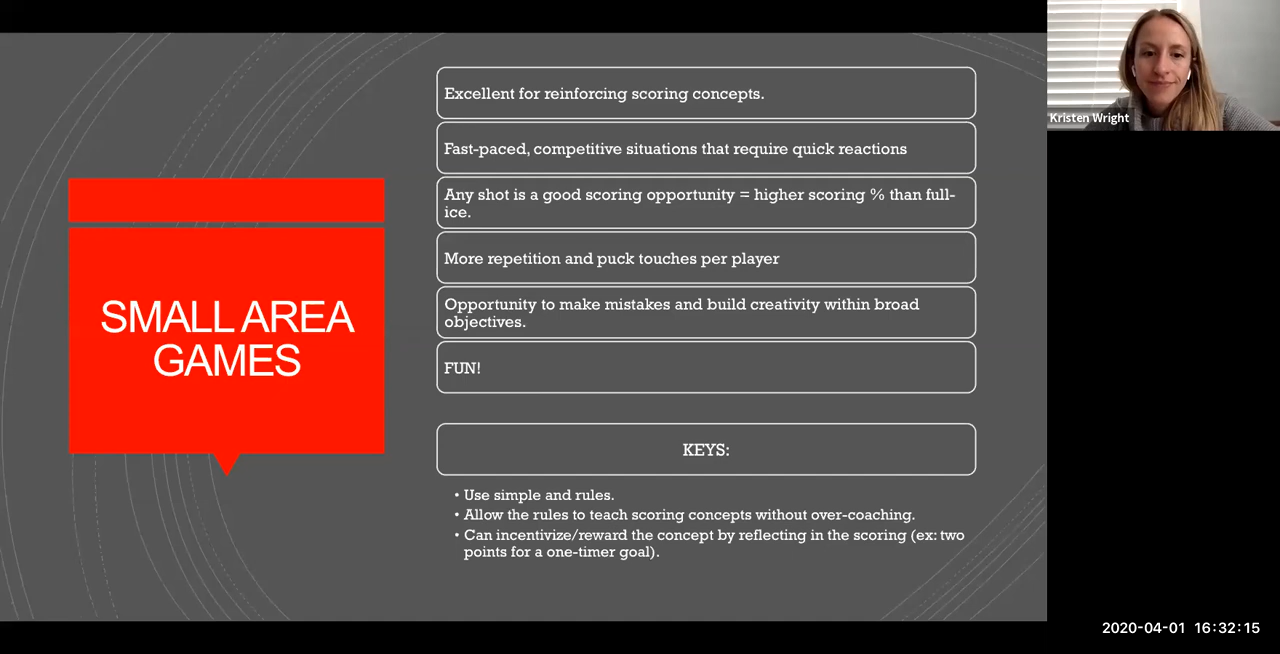 SMALL AREA
GAMES
Excellent for reinforcing scoring concepts.
Fast-paced, competitive situations that require quick reactions
Any shot is a good scoring opportunity = higher scoring % than full-
ice.
More repetition and puck touches per player
Opportunity to make mistakes and build creativity within broad
objectives.
FUN!
KEYS:
• Use simple and rules.
• Allow the rules to teach scoring concepts without over-coaching.
• Can incentivize/reward the concept by reflecting in the scoring (ex: two
points for a one-timer goal).
Kristen Wright
2020-04-01 16:32:15